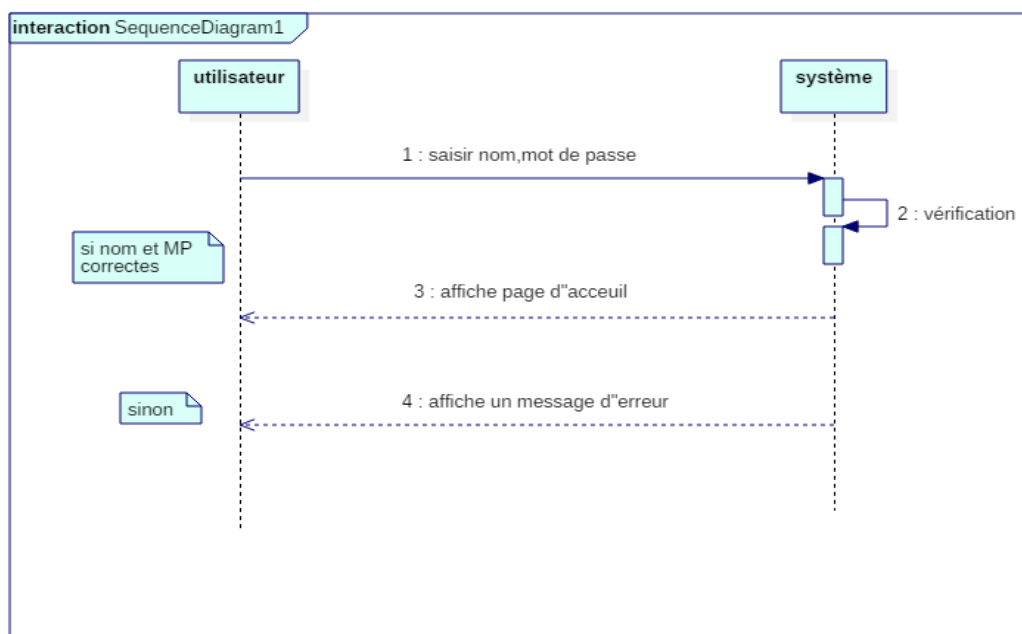 interaction SequenceDiagram1
utilisateur
système
1 : saisir nom,mot de passe
2 : vérification
si nom et MP
correctes
3 : affiche page d"acceuil
sinon
4 : affiche un message d"erreur